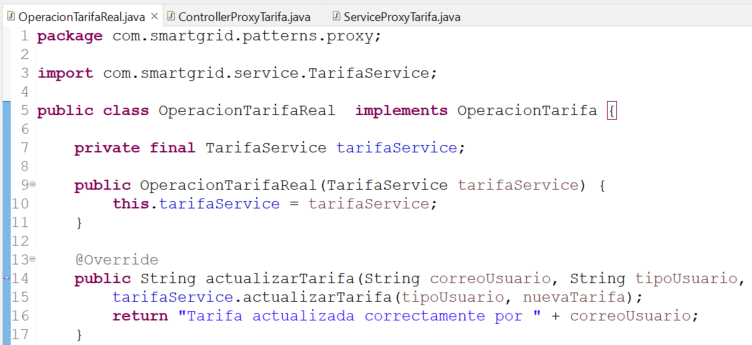 OperacionTarifaReal.java × ControllerProxyTarifa.java ServiceProxyTarifa.java
1 package com.smartgrid.patterns.proxy;
2
3 import com.smartgrid.service.TarifaService;
4
5 public class OperacionTarifaReal  implements OperacionTarifa {
6
7     private final TarifaService tarifaService;
8
9     public OperacionTarifaReal(TarifaService tarifaService) {
10         this.tarifaService = tarifaService;
11     }
12
13     @Override
14     public String actualizarTarifa(String correoUsuario, String tipoUsuario,
15         tarifaService.actualizarTarifa(tipoUsuario, nuevaTarifa);
16         return "Tarifa actualizada correctamente por " + correoUsuario;
17     }